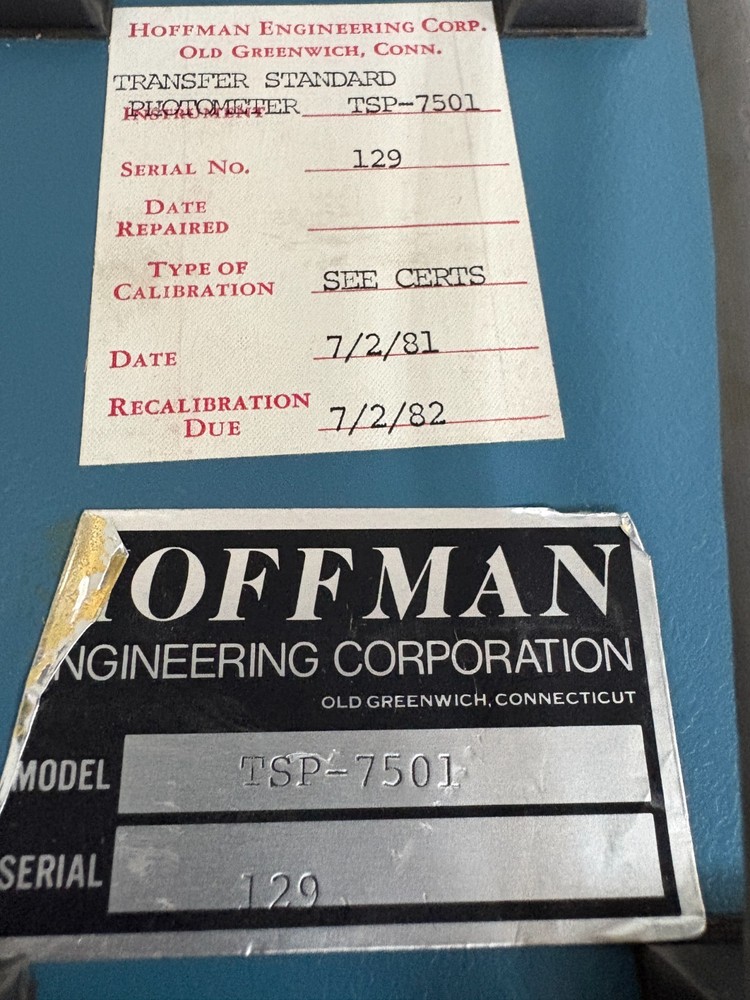 HOFFMAN ENGINEERING CORP.
OLD GREENWICH, CONN.
TRANSFER STANDARD
INSTRUMENT PHOTOMETER TSP-7501
SERIAL NO. 129
DATE
REPAIRED
TYPE OF
CALIBRATION SEE CERTS
DATE 7/2/81
RECALIBRATION
DUE 7/2/82
HOFFMAN
NGINEERING CORPORATION
OLD GREENWICH, CONNECTICUT
MODEL TSP-7501
SERIAL 129